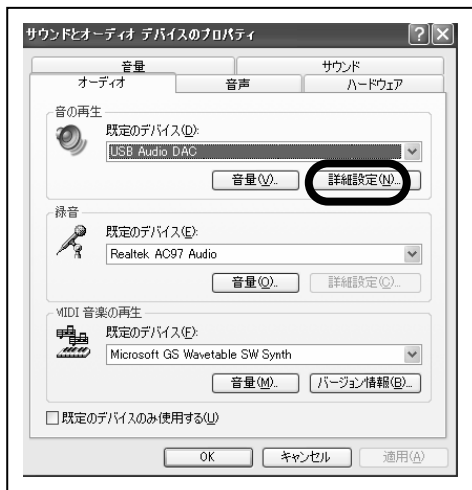 サウンドとオーディオ デバイスのプロパティ
音量 サウンド
オーディオ 音声 ハードウェア
音の再生
既定のデバイス(D):
USB Audio DAC
音量(V)... 詳細設定(N)...
録音
既定のデバイス(E):
Realtek AC97 Audio
音量(O)... 詳細設定(C)...
MIDI 音楽の再生
既定のデバイス(F):
Microsoft GS Wavetable SW Synth
音量(M)... バージョン情報(B)...
既定のデバイスのみ使用する(U)
OK キャンセル 適用(A)